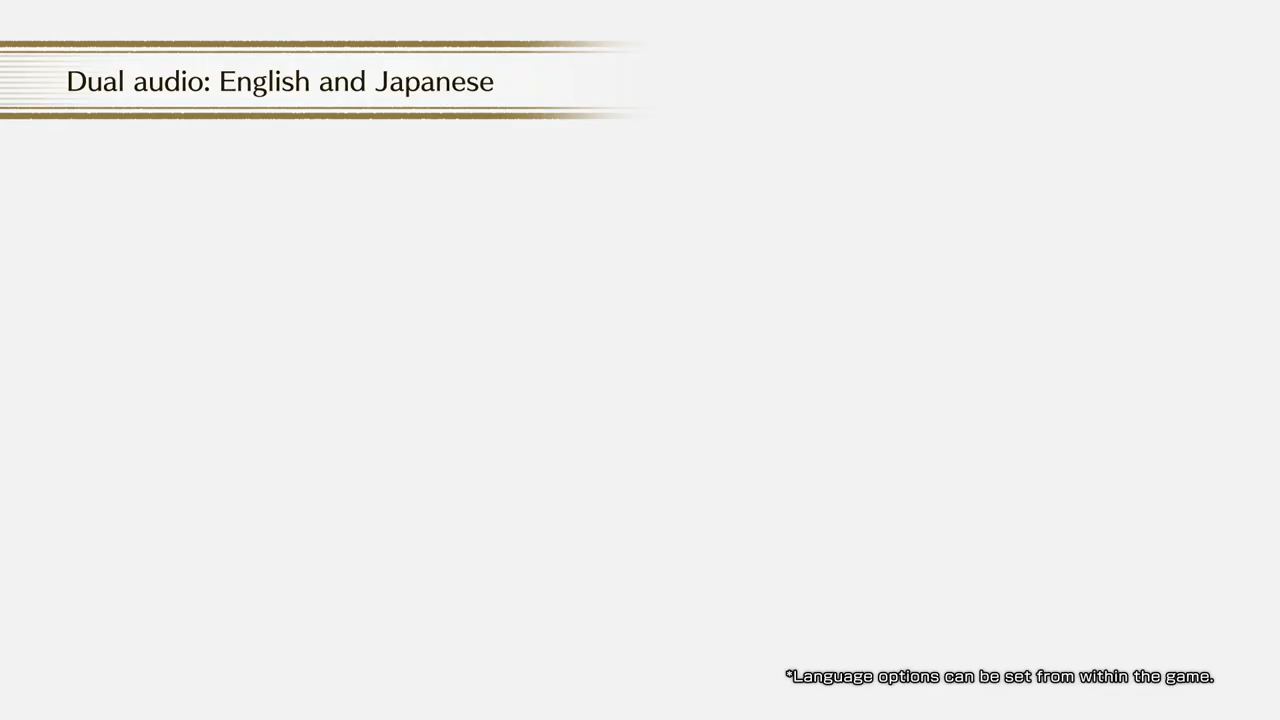 Dual audio: English and Japanese
*Language options can be set from within the game.